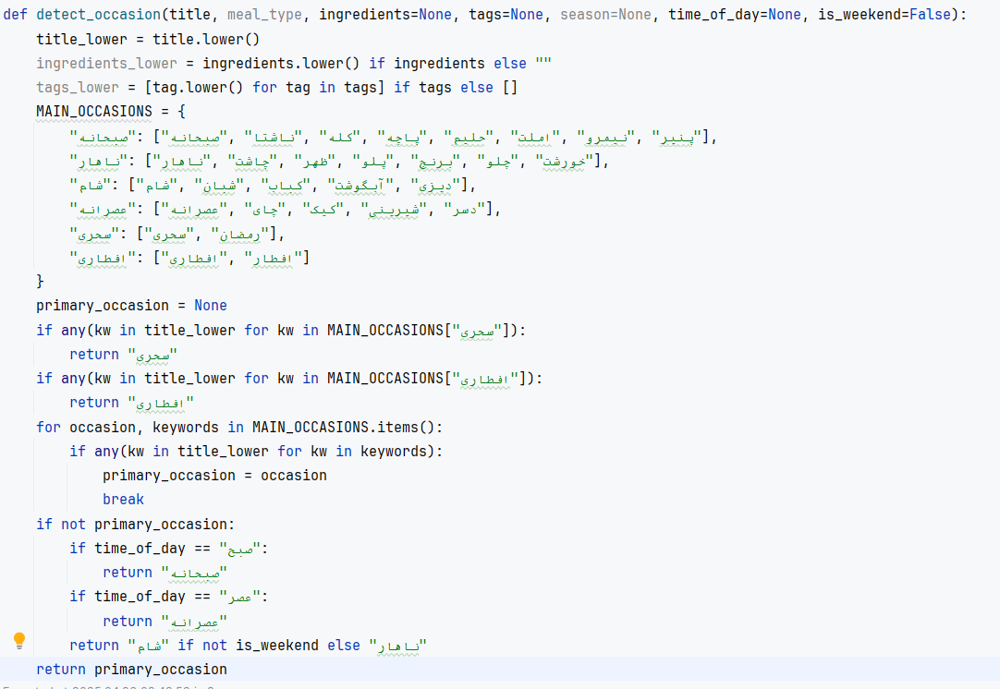 def detect_occasion(title, meal_type, ingredients=None, tags=None, season=None, time_of_day=None, is_weekend=False):
    title_lower = title.lower()
    ingredients_lower = ingredients.lower() if ingredients else ""
    tags_lower = [tag.lower() for tag in tags] if tags else []
    MAIN_OCCASIONS = {
        "صبحانه": ["صبحانه", "ناشتا", "کله", "پاچه", "حلیم", "املت", "نیمرو", "پنیر"],
        "ناهار": ["ناهار", "چاشت", "ظهر", "پلو", "برنج", "چلو", "خورشت"],
        "شام": ["شام", "شبان", "کباب", "آبگوشت", "دیزی"],
        "عصرانه": ["عصرانه", "چای", "کیک", "شیرینی", "دسر"],
        "سحری": ["سحری", "رمضان"],
        "افطاری": ["افطاری", "افطار"]
    }
    primary_occasion = None
    if any(kw in title_lower for kw in MAIN_OCCASIONS["سحری"]):
        return "سحری"
    if any(kw in title_lower for kw in MAIN_OCCASIONS["افطاری"]):
        return "افطاری"
    for occasion, keywords in MAIN_OCCASIONS.items():
        if any(kw in title_lower for kw in keywords):
            primary_occasion = occasion
            break
    if not primary_occasion:
        if time_of_day == "صبح":
            return "صبحانه"
        if time_of_day == "عصر":
            return "عصرانه"
        return "شام" if not is_weekend else "ناهار"
    return primary_occasion